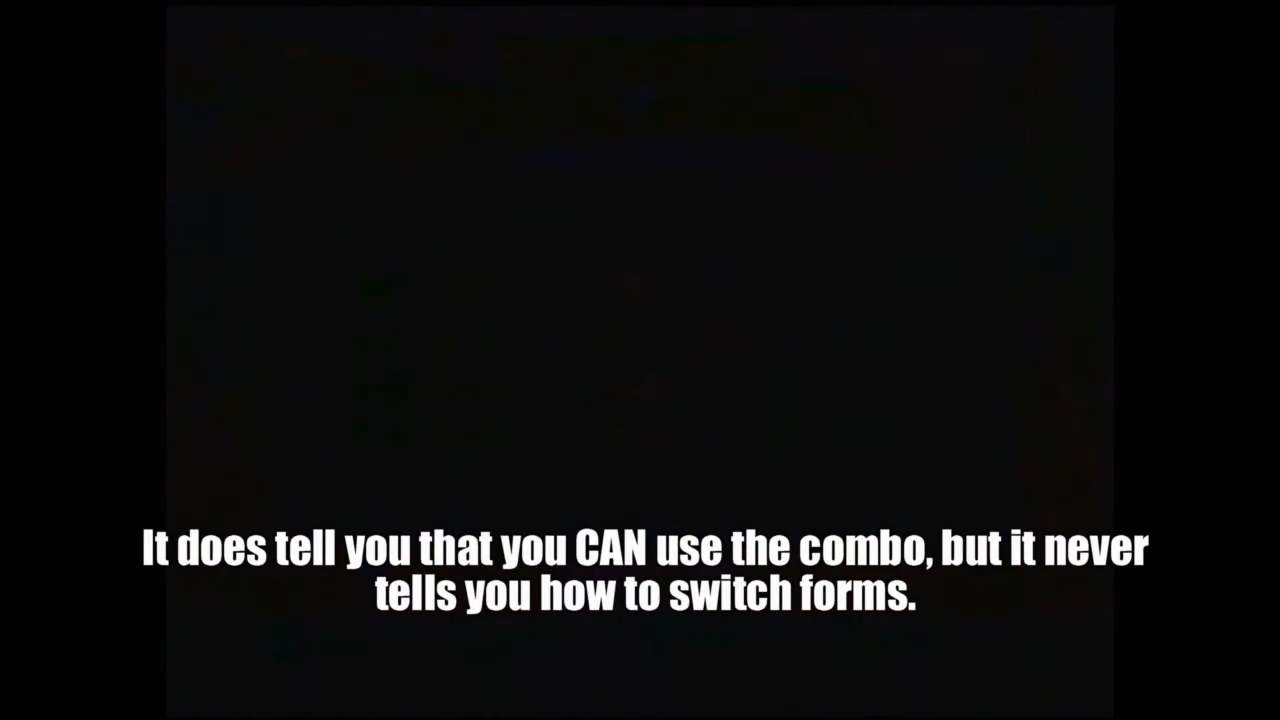 It does tell you that you CAN use the combo, but it never
tells you how to switch forms.